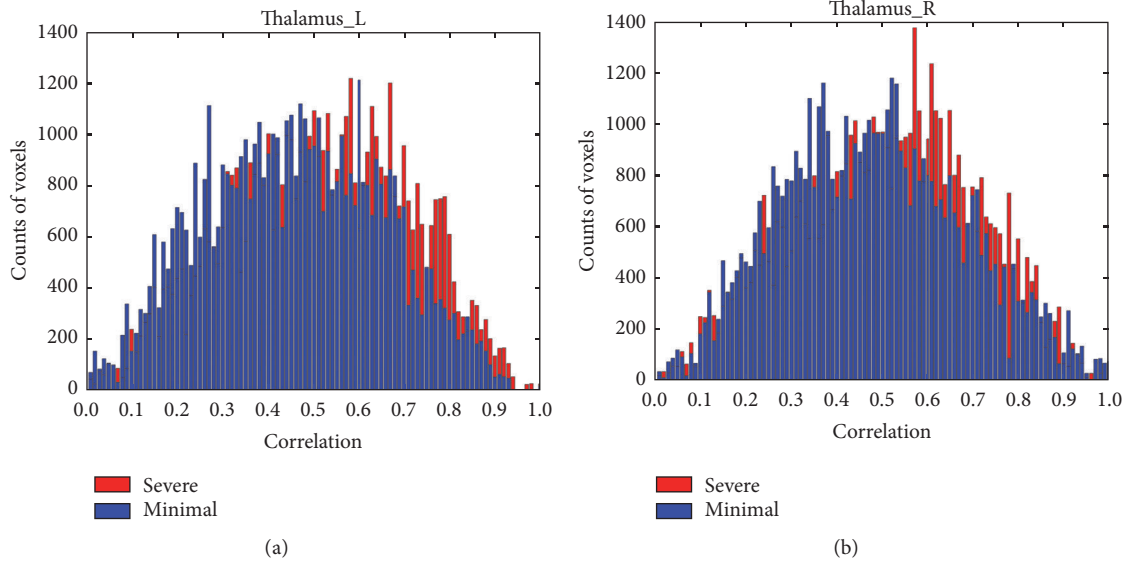 Thalamus_L
1400
1200
1000
800
600
400
200
0
Counts of voxels
0.0 0.1 0.2 0.3 0.4 0.5 0.6 0.7 0.8 0.9 1.0
Correlation
Severe
Minimal
(a)
Thalamus_R
1400
1200
1000
800
600
400
200
0
Counts of voxels
0.0 0.1 0.2 0.3 0.4 0.5 0.6 0.7 0.8 0.9 1.0
Correlation
Severe
Minimal
(b)